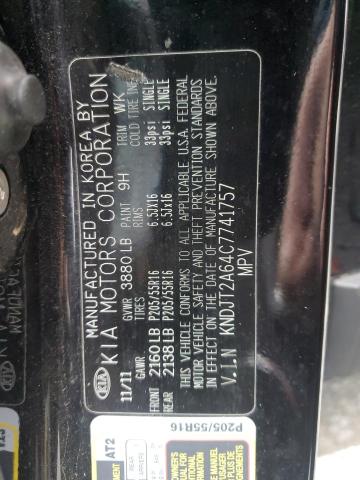 MANUFACTURED IN KOREA BY
KIA MOTORS CORPORATION
KIA
11/11 GVWR 3880 LB PAINT 9H TRIM WK
GAWR TIRES RIMS COLD TIRE INF.
FRONT 2160 LB P205/55R16 6.5JX16 33psi SINGLE
REAR 2138 LB P205/55R16 6.5JX16 33psi SINGLE
THIS VEHICLE CONFORMS TO ALL APPLICABLE U.S.A. FEDERAL
MOTOR VEHICLE SAFETY AND THEFT PREVENTION STANDARDS
IN EFFECT ON THE DATE OF MANUFACTURE SHOWN ABOVE.
V.I.N KNDJT2A64C7741757
MPV
AT2
P205/55R16